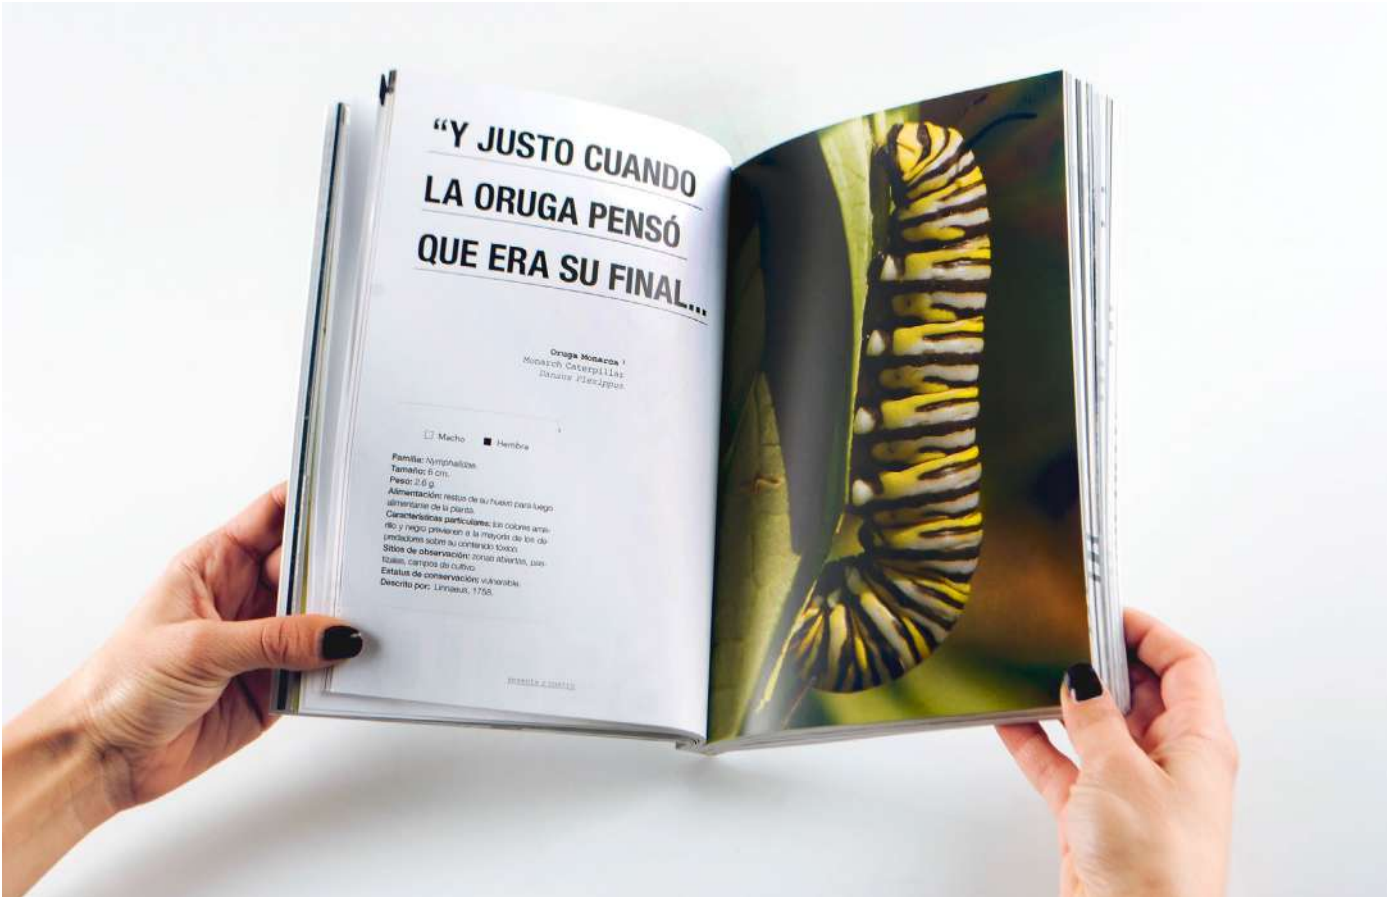 “Y JUSTO CUANDO
LA ORUGA PENSÓ
QUE ERA SU FINAL...
Oruga Monarca 1
Monarch Caterpillar
Danaus Plexippus
Macho Hembra
Familia: Nymphalidae.
Tamaño: 6 cm.
Peso: 2.6 g.
Alimentación: restos de su huevo para luego
alimentarse de la planta.
Características particulares: los colores ama-
rillo y negro previenen a la mayoría de los de-
predadores sobre su contenido tóxico.
Sitios de observación: zonas abiertas, pas-
tizales, campos de cultivo.
Estatus de conservación: vulnerable.
Descrito por: Linnaeus, 1758.